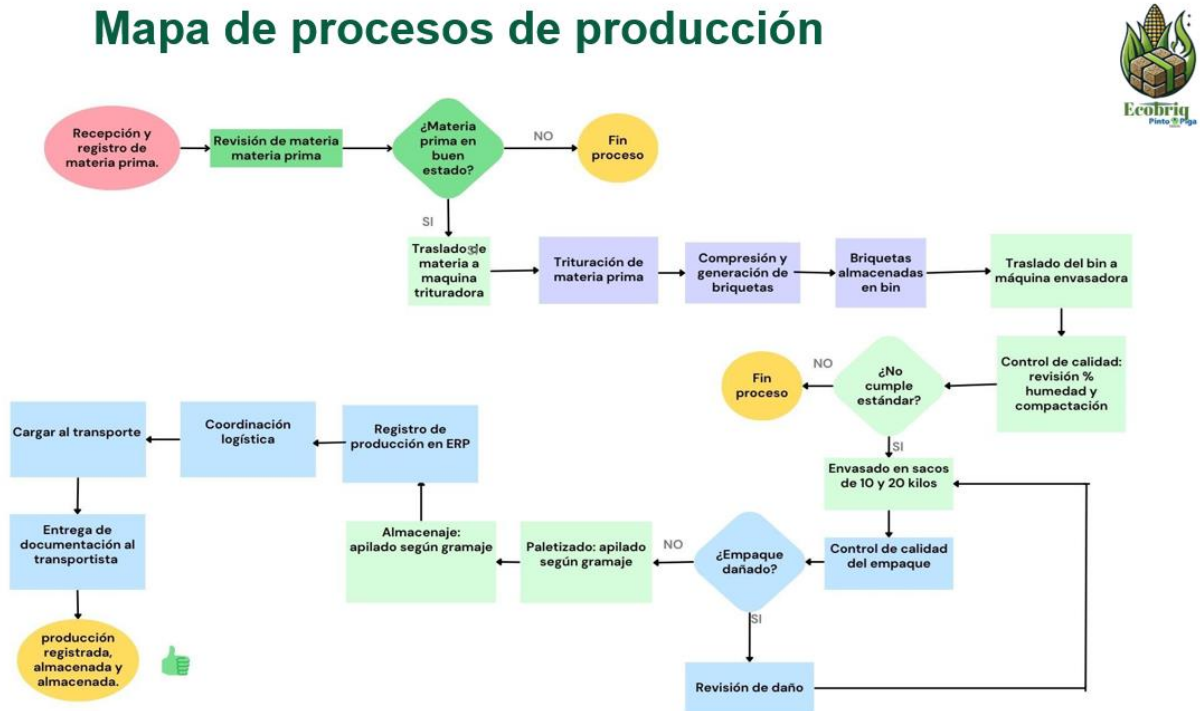 Mapa de procesos de producción
Ecobriq
Pinto Piga
Recepción y
registro de
materia prima.
Revisión de materia
materia prima
¿Materia
prima en
buen
estado?
NO
Fin
proceso
SI
Traslado de
materia a
maquina
trituradora
SI
Trituración de
materia prima
Compresión y
generación de
briquetas
Briquetas
almacenadas
en bin
Traslado del bin a
máquina envasadora
Control de calidad:
revisión %
humedad y
compactación
¿No
cumple
estándar?
NO
Fin
proceso
SI
Envasado en sacos
de 10 y 20 kilos
Control de calidad
del empaque
¿Empaque
dañado?
SI
Revisión de daño
NO
Paletizado: apilado
según gramaje
Almacenaje:
apilado según gramaje
Registro de
producción en ERP
Coordinación
logística
Cargar al transporte
Entrega de
documentación al
transportista
producción
registrada,
almacenada y
almacenada.